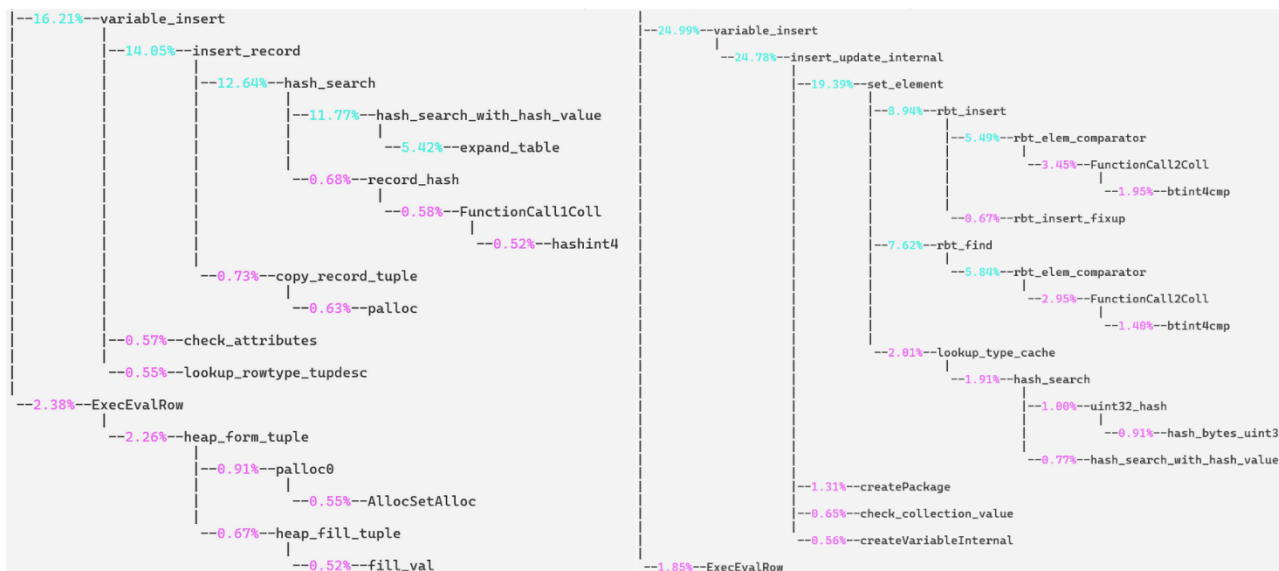 |--16.21%--variable_insert
|--14.05%--insert_record
|--12.64%--hash_search
|--11.77%--hash_search_with_hash_value
--5.42%--expand_table
--0.68%--record_hash
--0.58%--FunctionCall1Coll
--0.52%--hashint4
--0.73%--copy_record_tuple
--0.63%--palloc
|--0.57%--check_attributes
--0.55%--lookup_rowtype_tupdesc
--2.38%--ExecEvalRow
--2.26%--heap_form_tuple
|--0.91%--palloc0
--0.55%--AllocSetAlloc
--0.67%--heap_fill_tuple
--0.52%--fill_val
|--24.99%--variable_insert
--24.78%--insert_update_internal
|--19.39%--set_element
|--8.94%--rbt_insert
|--5.49%--rbt_elem_comparator
--3.45%--FunctionCall2Coll
--1.95%--btint4cmp
--0.67%--rbt_insert_fixup
|--7.62%--rbt_find
--5.84%--rbt_elem_comparator
--2.95%--FunctionCall2Coll
--1.40%--btint4cmp
--2.01%--lookup_type_cache
--1.91%--hash_search
|--1.00%--uint32_hash
--0.91%--hash_bytes_uint3
--0.77%--hash_search_with_hash_value
|--1.31%--createPackage
|--0.65%--check_collection_value
--0.56%--createVariableInternal
|--1.85%--ExecEvalRow